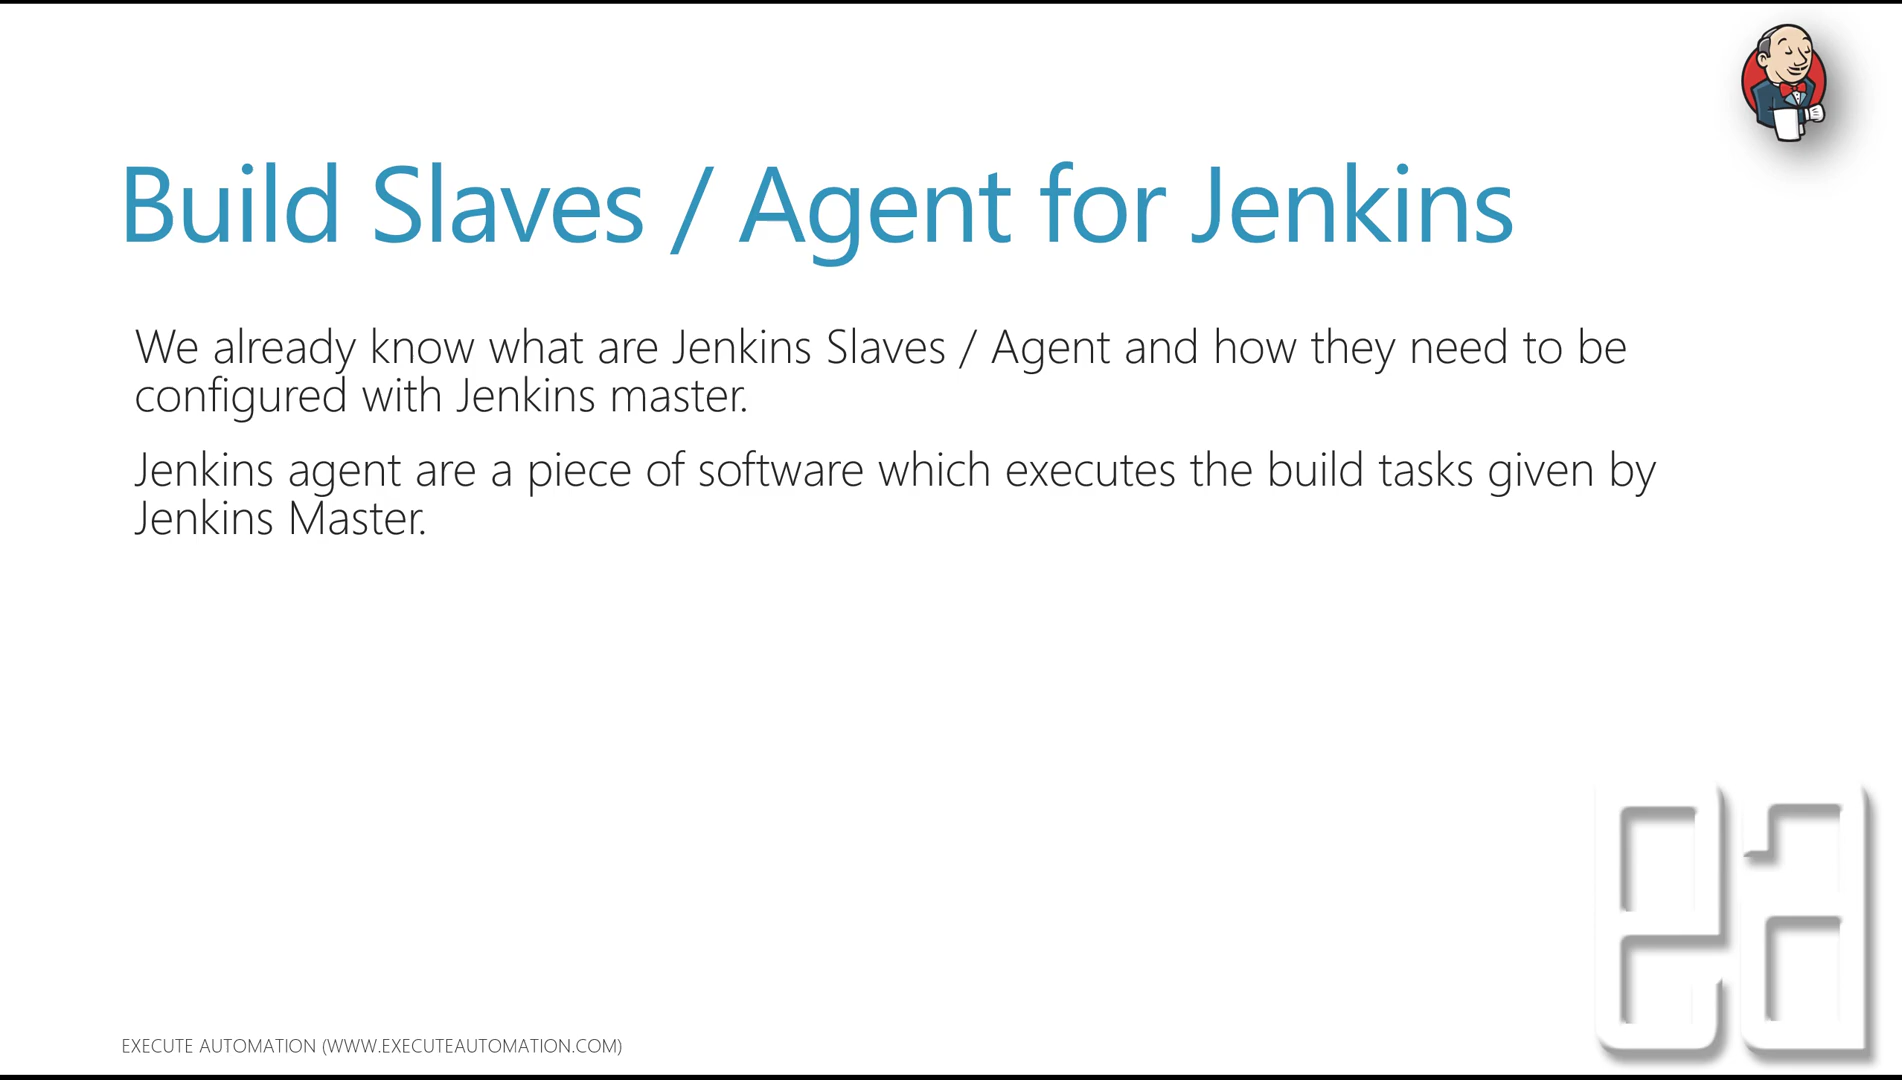 Build Slaves / Agent for Jenkins
We already know what are Jenkins Slaves / Agent and how they need to be
configured with Jenkins master.
Jenkins agent are a piece of software which executes the build tasks given by
Jenkins Master.
ea
EXECUTE AUTOMATION (WWW.EXECUTEAUTOMATION.COM)